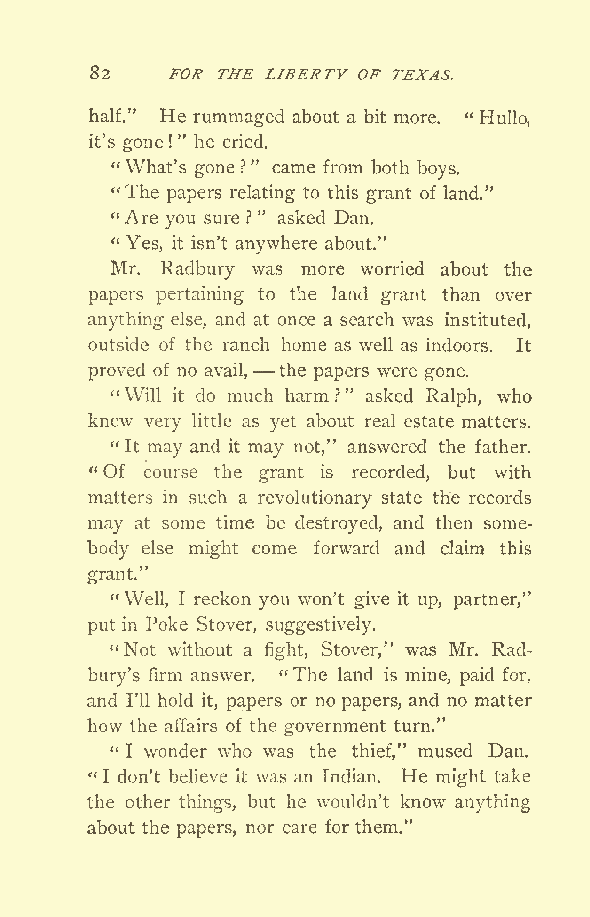 82 FOR THE LIBERTY OF TEXAS.
half." He rummaged about a bit more. "Hullo,
it's gone!" he cried.
"What's gone?" came from both boys.
"The papers relating to this grant of land."
"Are you sure?" asked Dan.
"Yes, it isn't anywhere about."
Mr. Radbury was more worried about the
papers pertaining to the land grant than over
anything else, and at once a search was instituted,
outside of the ranch home as well as indoors. It
proved of no avail,—the papers were gone.
"Will it do much harm?" asked Ralph, who
knew very little as yet about real estate matters.
"It may and it may not," answered the father.
"Of course the grant is recorded, but with
matters in such a revolutionary state the records
may at some time be destroyed, and then some-
body else might come forward and claim this
grant."
"Well, I reckon you won't give it up, partner,"
put in Poke Stover, suggestively.
"Not without a fight, Stover," was Mr. Rad-
bury's firm answer. "The land is mine, paid for,
and I'll hold it, papers or no papers, and no matter
how the affairs of the government turn."
"I wonder who was the thief," mused Dan.
"I don't believe it was an Indian. He might take
the other things, but he wouldn't know anything
about the papers, nor care for them."